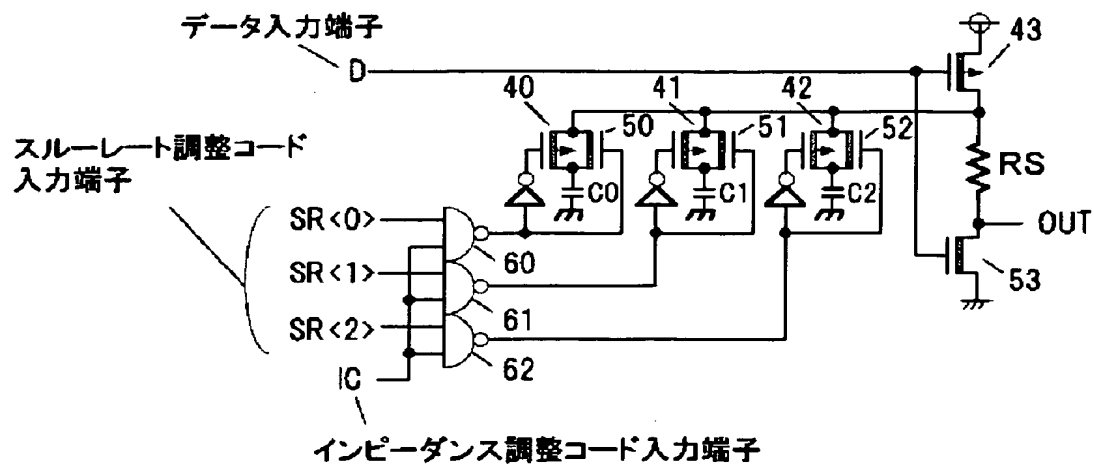 データ入力端子
D
43
40
50
41
51
42
52
スルーレート調整コード
入力端子
C0
C1
C2
RS
SR<0>
OUT
60
SR<1>
53
61
SR<2>
62
IC
インピーダンス調整コード入力端子